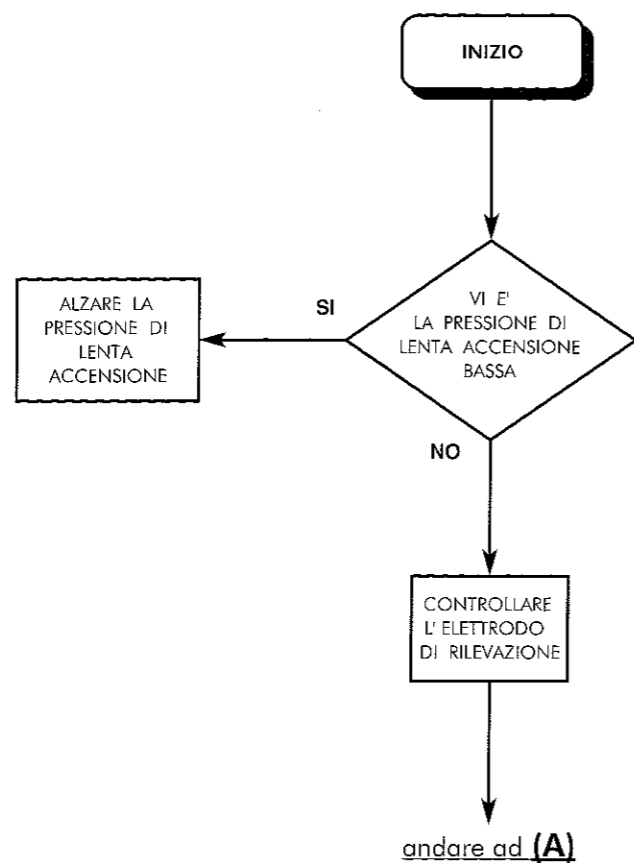 INIZIO
VI E'
LA PRESSIONE DI
LENTA ACCENSIONE
BASSA
SI
ALZARE LA
PRESSIONE DI
LENTA
ACCENSIONE
NO
CONTROLLARE
L' ELETTRODO
DI RILEVAZIONE
andare ad (A)